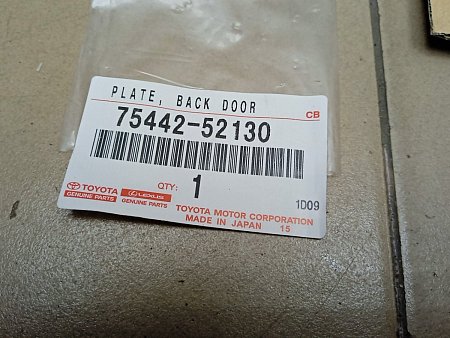 PLATE, BACK DOOR
CB
75442-52130
QTY: 1
TOYOTA
GENUINE PARTS
LEXUS
GENUINE PARTS
1D09
TOYOTA MOTOR CORPORATION
MADE IN JAPAN 15